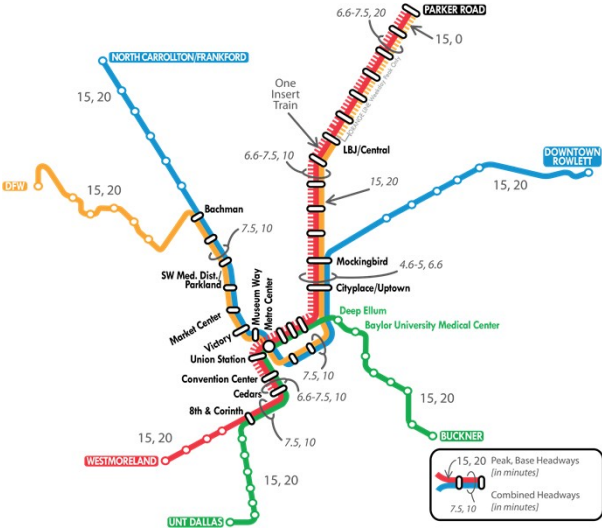 6.6-7.5, 20
PARKER ROAD
15, 0
NORTH CARROLLTON/FRANKFORD
15, 20
One
Insert
Train
ORANGE Line Weekday Peak Only
LBJ/Central
6.6-7.5, 10
DOWNTOWN
ROWLETT
15, 20
DFW
15, 20
15, 20
Bachman
7.5, 10
SW Med. Dist./
Parkland
Mockingbird
4.6-5, 6.6
Cityplace/Uptown
Market Center
Victory
Museum Way
Metro Center
Deep Ellum
Baylor University Medical Center
Union Station
Convention Center
Cedars
8th & Corinth
7.5, 10
6.6-7.5, 10
7.5, 10
15, 20
15, 20
WESTMORELAND
BUCKNER
15, 20
UNT DALLAS
15, 20
Peak, Base Headways
[in minutes]
7.5, 10
Combined Headways
[in minutes]